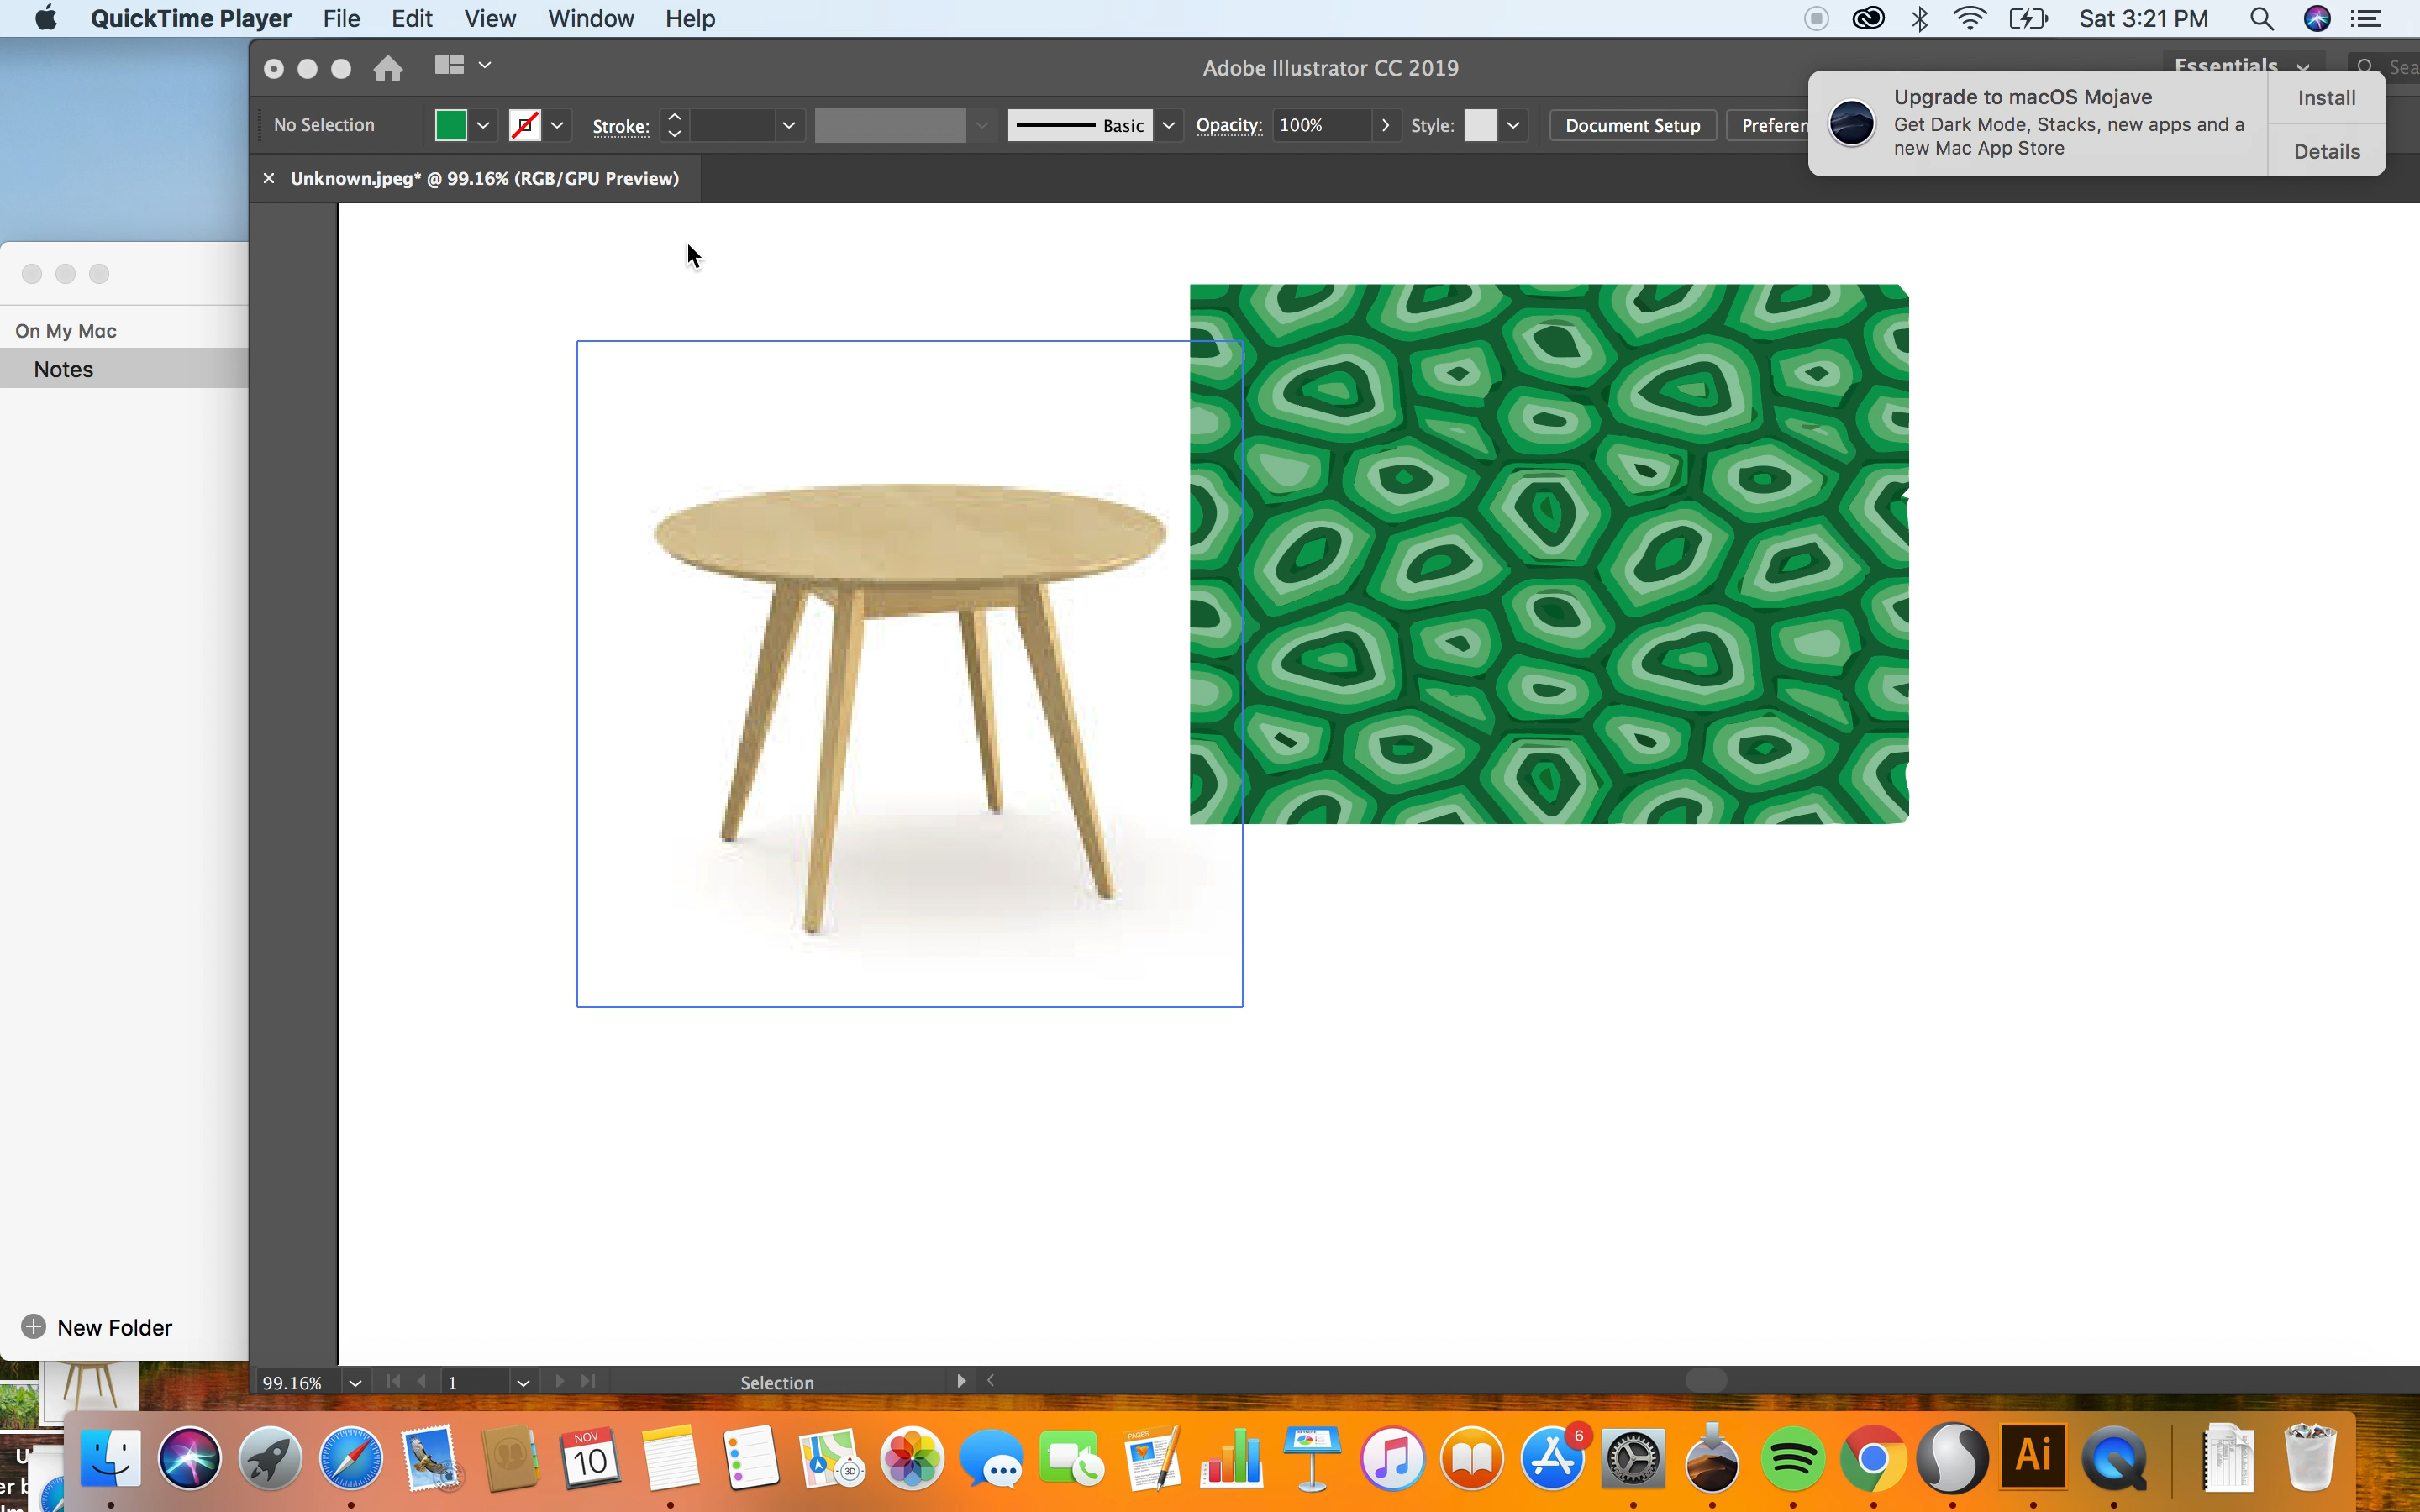 QuickTime Player File Edit View Window Help Sat 3:21 PM
Adobe Illustrator CC 2019
Essentials
Sea
No Selection Stroke: Basic Opacity: 100% Style: Document Setup Preferen
Upgrade to macOS Mojave
Get Dark Mode, Stacks, new apps and a
new Mac App Store
Install
Details
× Unknown.jpeg* @ 99.16% (RGB/GPU Preview)
On My Mac
Notes
New Folder
99.16% 1 Selection
NOV
10
3D
PAGES
6
Ai